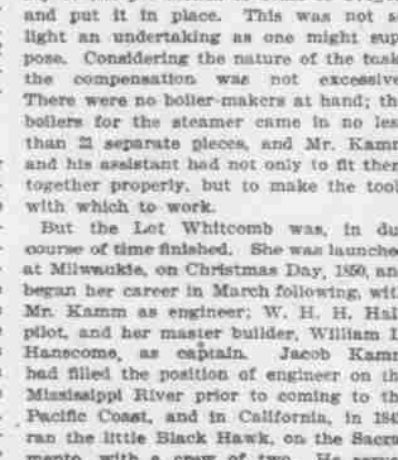 and put it in place. This was not s
light an undertaking as one might sup
pose. Considering the nature of the task
the compensation was not excessive
There were no boiler-makers at hand; th
boilers for the steamer came in no les
than 21 separate pieces, and Mr. Kamm
and his assistant had not only to fit them
together properly, but to make the tool
with which to work.
But the Lot Whitcomb was, in du
course of time finished. She was launche
at Milwaukie, on Christmas Day, 1850, an
began her career in March following, wit
Mr. Kamm as engineer; W. H. H. Hal
pilot, and her master builder, William L
Hanscome, as captain. Jacob Kamm
had filled the position of engineer on th
Mississippi River prior to coming to th
Pacific Coast, and in California, in 184
ran the little Black Hawk, on the Sacra
mento, with a crew of two. He